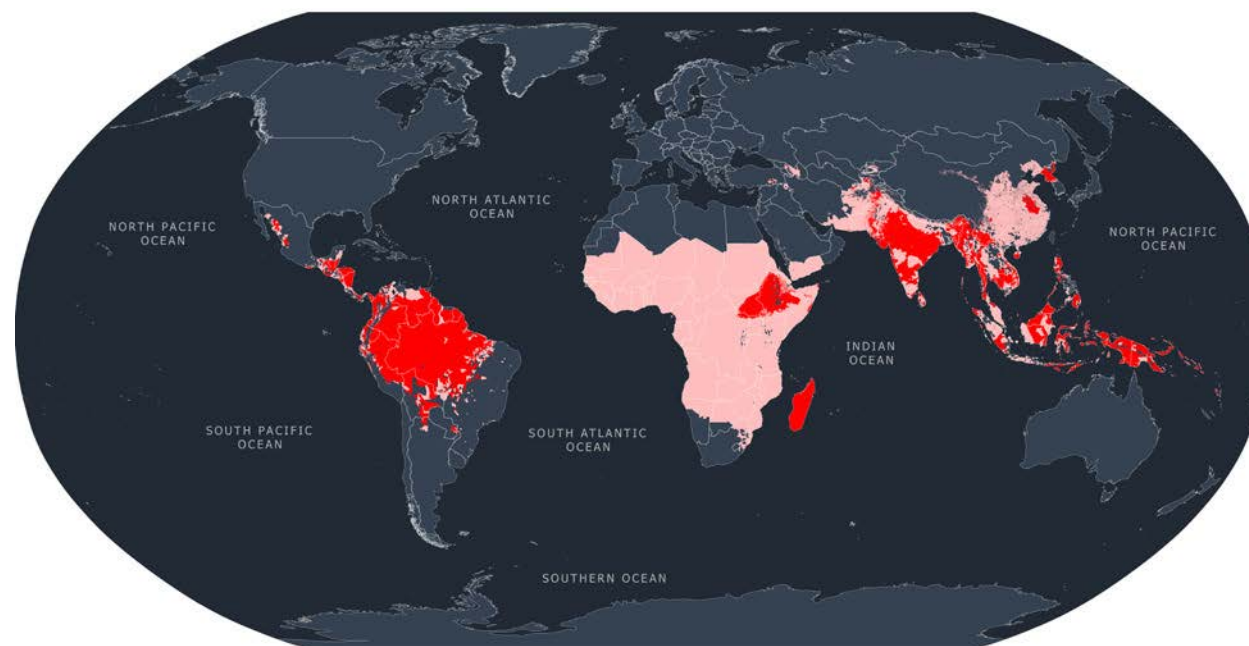 NORTH ATLANTIC
OCEAN
NORTH PACIFIC
OCEAN
NORTH PACIFIC
OCEAN
INDIAN
OCEAN
SOUTH PACIFIC
OCEAN
SOUTH ATLANTIC
OCEAN
SOUTHERN OCEAN